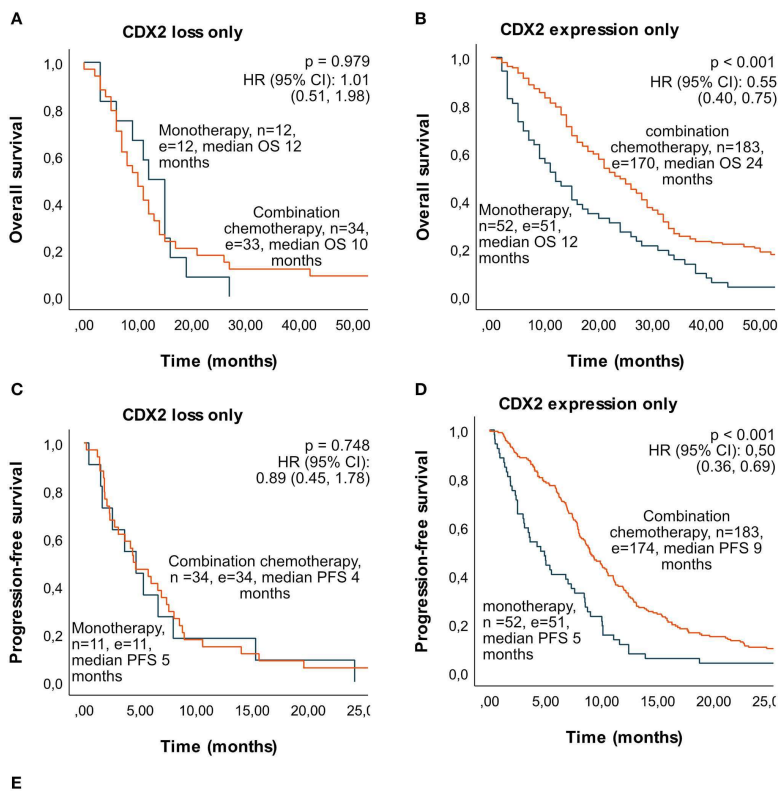 A
CDX2 loss only
p = 0.979
HR (95% CI): 1.01
(0.51, 1.98)
Monotherapy, n=12,
e=12, median OS 12
months
Combination
chemotherapy, n=34,
e=33, median OS 10
months
Overall survival
1,0
0,8
0,6
0,4
0,2
0,0
,00
10,00
20,00
30,00
40,00
50,00
Time (months)
B
CDX2 expression only
p < 0.001
HR (95% CI): 0.55
(0.40, 0.75)
combination
chemotherapy, n=183,
e=170, median OS 24
months
Monotherapy,
n=52, e=51,
median OS 12
months
Overall survival
1,0
0,8
0,6
0,4
0,2
0,0
,00
10,00
20,00
30,00
40,00
50,00
Time (months)
C
CDX2 loss only
p = 0.748
HR (95% CI):
0.89 (0.45, 1.78)
Combination chemotherapy,
n =34, e=34, median PFS 4
months
Monotherapy,
n=11, e=11,
median PFS 5
months
Progression-free survival
1,0
0,8
0,6
0,4
0,2
0,0
,00
5,00
10,00
15,00
20,00
25,0
Time (months)
D
CDX2 expression only
p < 0.001
HR (95% CI): 0,50
(0.36, 0.69)
Combination
chemotherapy, n=183,
e=174, median PFS 9
months
monotherapy,
n =52, e=51,
median PFS 5
months
Progression-free survival
1,0
0,8
0,6
0,4
0,2
0,0
,00
5,00
10,00
15,00
20,00
25,0
Time (months)
E